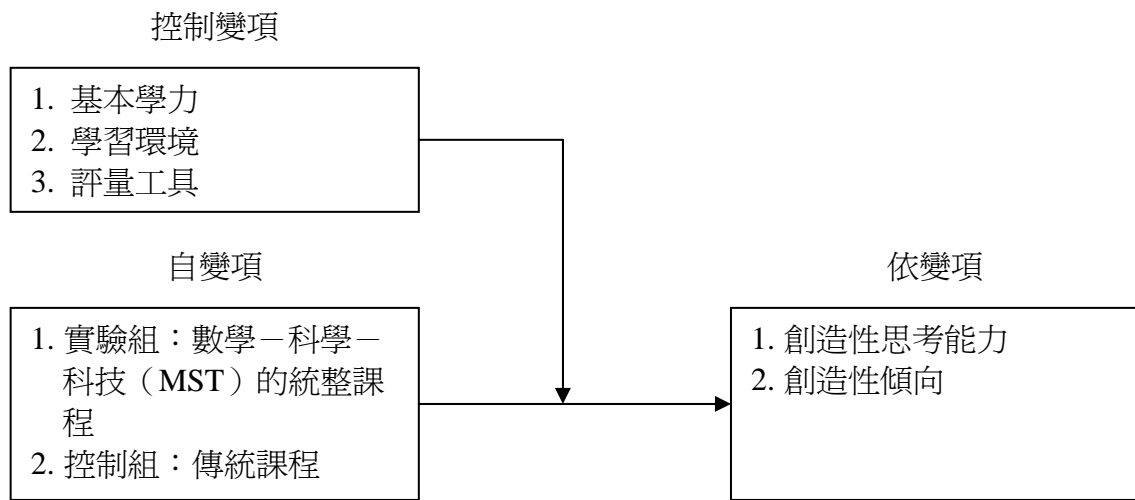 控制變項
1. 基本學力
2. 學習環境
3. 評量工具
自變項
1. 實驗組：數學－科學－
科技（MST）的統整課
程
2. 控制組：傳統課程
依變項
1. 創造性思考能力
2. 創造性傾向